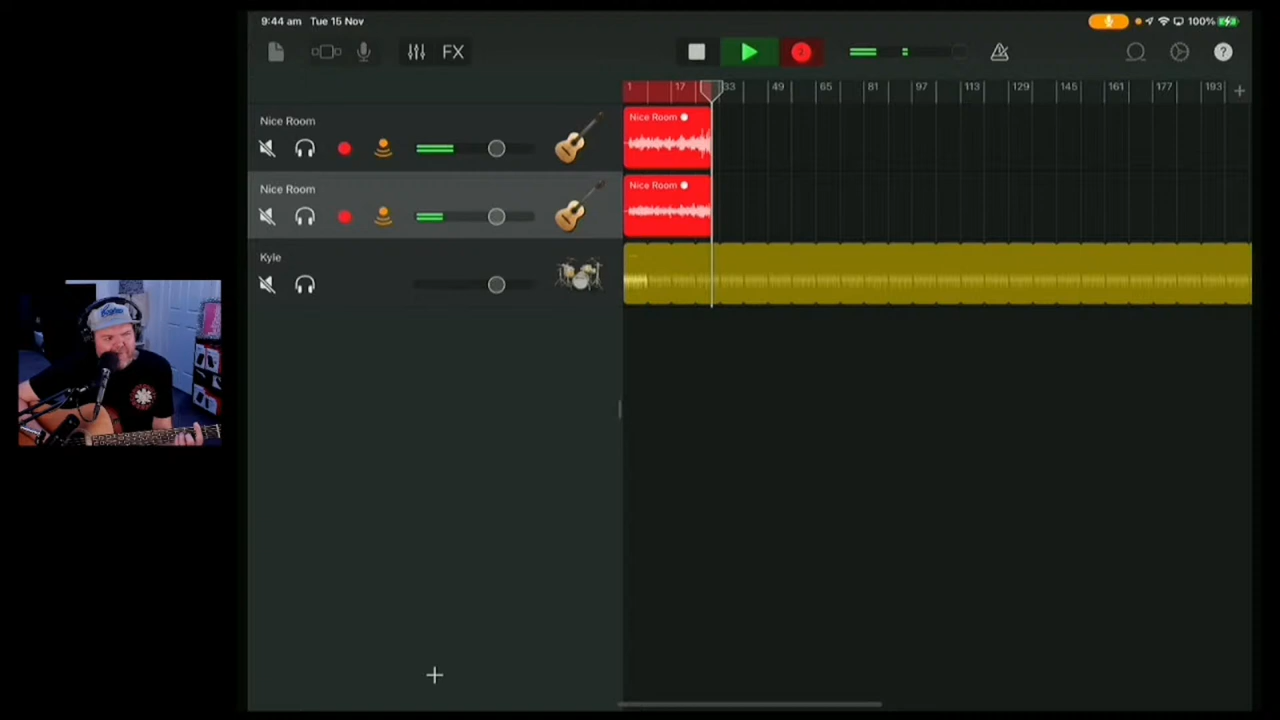 9:44 am Tue 15 Nov 100%
FX 2 ?
1 17 33 49 65 81 97 113 129 145 161 177 193
Nice Room
Nice Room
Nice Room
Nice Room
Kyle